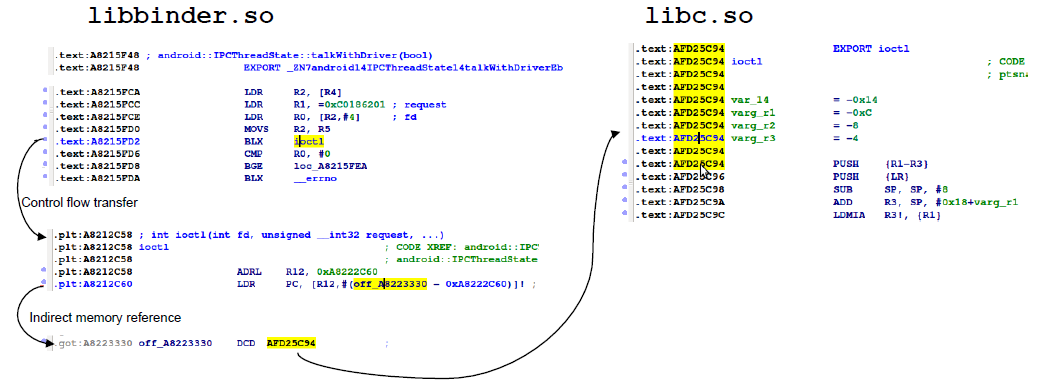 libbinder.so
.text:A8215F48 ; android::IPCThreadState::talkWithDriver(bool)
.text:A8215F48 EXPORT _ZN7android14IPCThreadState14talkWithDriverEb
.text:A8215FCA LDR R2, [R4]
.text:A8215FCC LDR R1, =0xC0186201 ; request
.text:A8215FCE LDR R0, [R2,#4] ; fd
.text:A8215FD0 MOVS R2, R5
.text:A8215FD2 BLX ioctl
.text:A8215FD6 CMP R0, #0
.text:A8215FD8 BGE loc_A8215FEA
.text:A8215FDA BLX __errno
Control flow transfer
.plt:A8212C58 ; int ioctl(int fd, unsigned __int32 request, ...)
.plt:A8212C58 ioctl ; CODE XREF: android::IPC
.plt:A8212C58 ; android::IPCThreadState
.plt:A8212C58 ADRL R12, 0xA8222C60
.plt:A8212C60 LDR PC, [R12,#(off_A8223330 - 0xA8222C60)]! ;
Indirect memory reference
.got:A8223330 off_A8223330 DCD AFD25C94 ;
libc.so
.text:AFD25C94 EXPORT ioctl
.text:AFD25C94 ioctl ; CODE
.text:AFD25C94 ; ptsna
.text:AFD25C94
.text:AFD25C94 var_14 = -0x14
.text:AFD25C94 varg_r1 = -0xC
.text:AFD25C94 varg_r2 = -8
.text:AFD25C94 varg_r3 = -4
.text:AFD25C94
.text:AFD25C94 PUSH {R1-R3}
.text:AFD25C96 PUSH {LR}
.text:AFD25C98 SUB SP, SP, #8
.text:AFD25C9A ADD R3, SP, #0x18+varg_r1
.text:AFD25C9C LDMIA R3!, {R1}